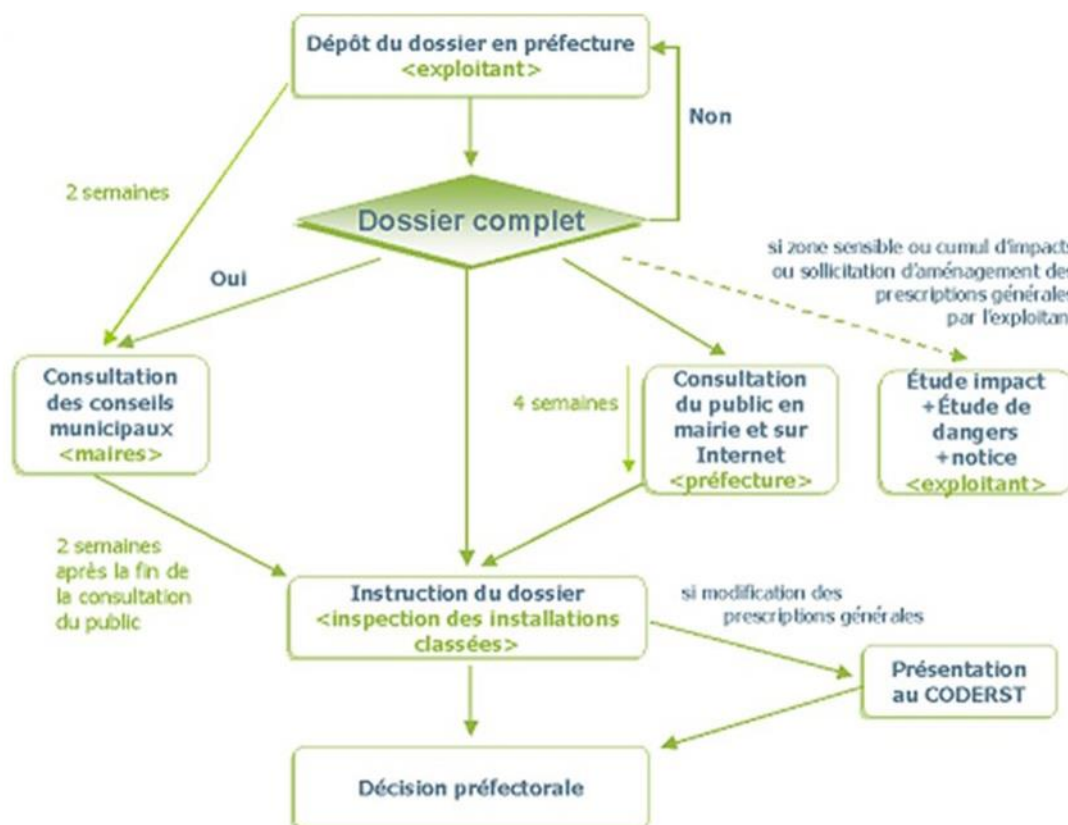 Dépôt du dossier en préfecture
<exploitant>
Non
2 semaines
Dossier complet
Oui
si zone sensible ou cumul d'impacts
ou sollicitation d'aménagement des
prescriptions générales
par l'exploitan
Consultation
des conseils
municipaux
<maires>
4 semaines
Consultation
du public en
mairie et sur
Internet
<préfecture>
Étude impact
+Étude de
dangers
+notice
<exploitant>
2 semaines
après la fin de
la consultation
du public
Instruction du dossier
<inspection des installations
classées>
si modification des
prescriptions générales
Présentation
au CODERST
Décision préfectorale